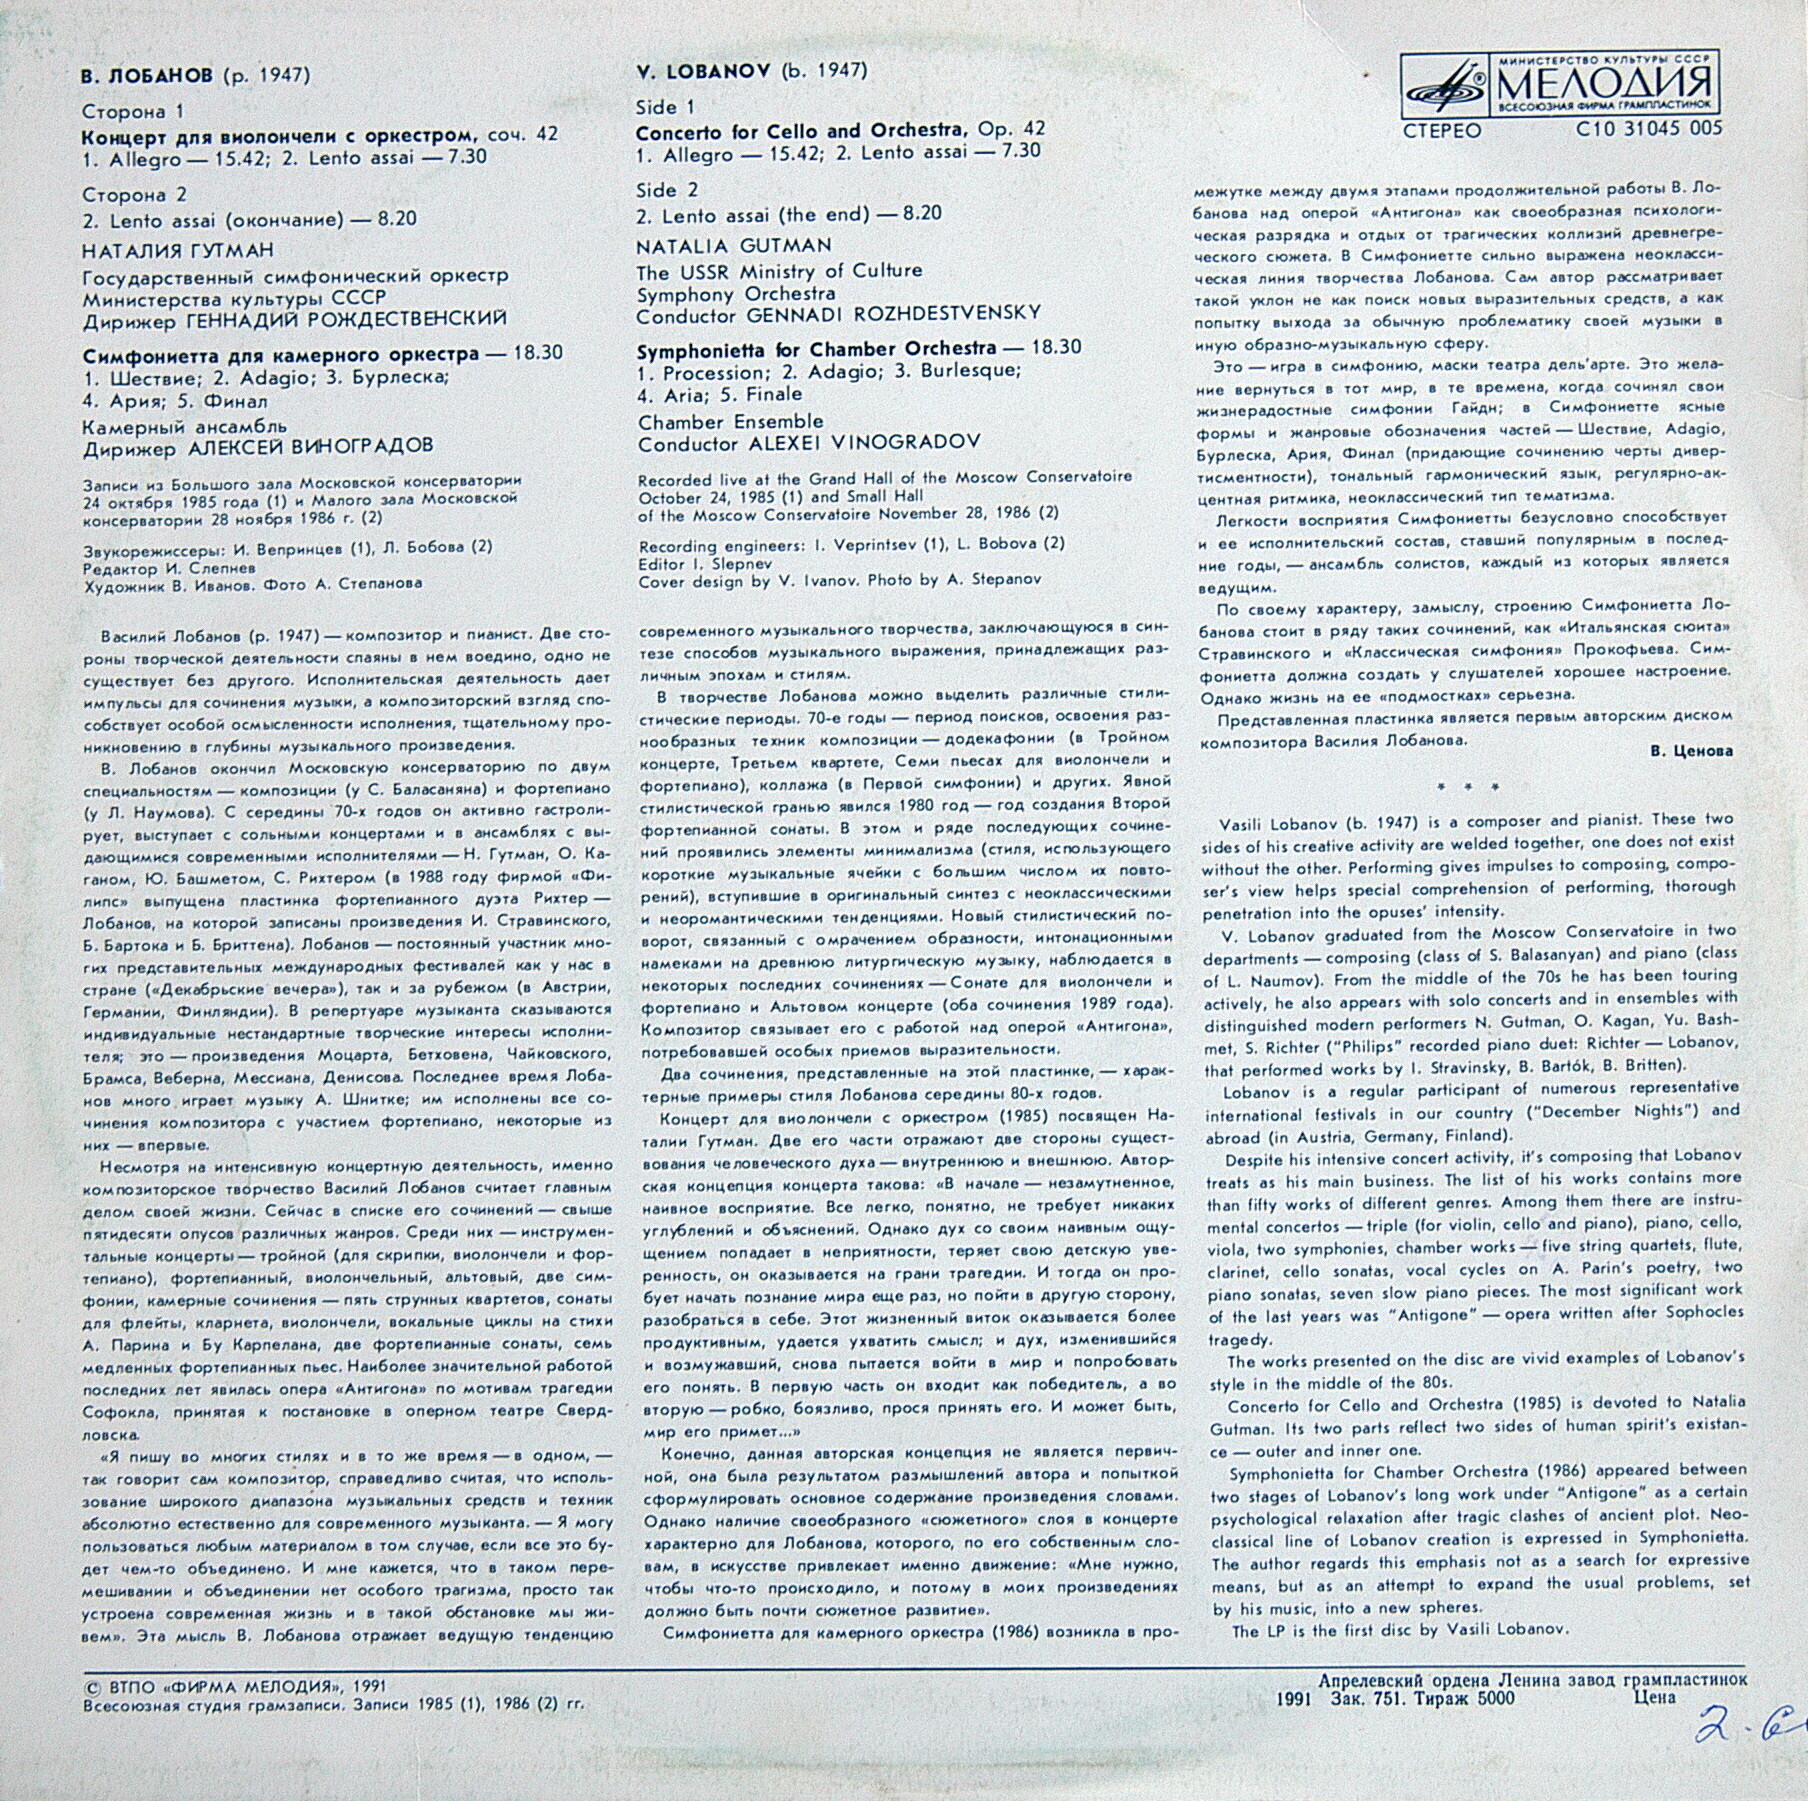 В. ЛОБАНОВ (р. 1947)
Сторона 1
Концерт для виолончели с оркестром, соч. 42
1. Allegro — 15.42; 2. Lento assai — 7.30
Сторона 2
2. Lento assai (окончание) — 8.20
НАТАЛИЯ ГУТМАН
Государственный симфонический оркестр
Министерства культуры СССР
Дирижер ГЕННАДИЙ РОЖДЕСТВЕНСКИЙ
Симфониетта для камерного оркестра — 18.30
1. Шествие; 2. Adagio; 3. Бурлеска;
4. Ария; 5. Финал
Камерный ансамбль
Дирижер АЛЕКСЕЙ ВИНОГРАДОВ
Записи из Большого зала Московской консерватории
24 октября 1985 года (1) и Малого зала Московской
консерватории 28 ноября 1986 г. (2)
Звукорежиссеры: И. Вепринцев (1), Л. Бобова (2)
Редактор И. Слепнев
Художник В. Иванов. Фото А. Степанова
V. LOBANOV (b. 1947)
Side 1
Concerto for Cello and Orchestra, Op. 42
1. Allegro — 15.42; 2. Lento assai — 7.30
Side 2
2. Lento assai (the end) — 8.20
NATALIA GUTMAN
The USSR Ministry of Culture
Symphony Orchestra
Conductor GENNADI ROZHDESTVENSKY
Symphonietta for Chamber Orchestra — 18.30
1. Procession; 2. Adagio; 3. Burlesque;
4. Aria; 5. Finale
Chamber Ensemble
Conductor ALEXEI VINOGRADOV
Recorded live at the Grand Hall of the Moscow Conservatoire
October 24, 1985 (1) and Small Hall
of the Moscow Conservatoire November 28, 1986 (2)
Recording engineers: I. Veprintsev (1), L. Bobova (2)
Editor I. Slepnev
Cover design by V. Ivanov. Photo by A. Stepanov
МИНИСТЕРСТВО КУЛЬТУРЫ СССР
®МЕЛОДИЯ
ВСЕСОЮЗНАЯ ФИРМА ГРАМПЛАСТИНОК
СТЕРЕО С10 31045 005
Василий Лобанов (р. 1947) — композитор и пианист. Две сто-
роны творческой деятельности спаяны в нем воедино, одно не
существует без другого. Исполнительская деятельность дает
импульсы для сочинения музыки, а композиторский взгляд спо-
собствует особой осмысленности исполнения, тщательному про-
никновению в глубины музыкального произведения.
В. Лобанов окончил Московскую консерваторию по двум
специальностям — композиции (у С. Баласаняна) и фортепиано
(у Л. Наумова). С середины 70-х годов он активно гастроли-
рует, выступает с сольными концертами и в ансамблях с вы-
дающимися современными исполнителями — Н. Гутман, О. Ка-
ганом, Ю. Башметом, С. Рихтером (в 1988 году фирмой «Фи-
липс» выпущена пластинка фортепианного дуэта Рихтер —
Лобанов, на которой записаны произведения И. Стравинского,
Б. Бартока и Б. Бриттена). Лобанов — постоянный участник мно-
гих представительных международных фестивалей как у нас в
стране («Декабрьские вечера»), так и за рубежом (в Австрии,
Германии, Финляндии). В репертуаре музыканта сказываются
индивидуальные нестандартные творческие интересы исполни-
теля; это — произведения Моцарта, Бетховена, Чайковского,
Брамса, Веберна, Мессиана, Денисова. Последнее время Лоба-
нов много играет музыку А. Шнитке; им исполнены все со-
чинения композитора с участием фортепиано, некоторые из
них — впервые.
Несмотря на интенсивную концертную деятельность, именно
композиторское творчество Василий Лобанов считает главным
делом своей жизни. Сейчас в списке его сочинений — свыше
пятидесяти опусов различных жанров. Среди них — инструмен-
тальные концерты — тройной (для скрипки, виолончели и фор-
тепиано), фортепианный, виолончельный, альтовый, две сим-
фонии, камерные сочинения — пять струнных квартетов, сонаты
для флейты, кларнета, виолончели, вокальные циклы на стихи
А. Парина и Бу Карпелана, две фортепианные сонаты, семь
медленных фортепианных пьес. Наиболее значительной работой
последних лет явилась опера «Антигона» по мотивам трагедии
Софокла, принятая к постановке в оперном театре Сверд-
ловска.
«Я пишу во многих стилях и в то же время — в одном, —
так говорит сам композитор, справедливо считая, что исполь-
зование широкого диапазона музыкальных средств и техник
абсолютно естественно для современного музыканта. — Я могу
пользоваться любым материалом в том случае, если все это бу-
дет чем-то объединено. И мне кажется, что в таком пере-
мешивании и объединении нет особого трагизма, просто так
устроена современная жизнь и в такой обстановке мы жи-
вем». Эта мысль В. Лобанова отражает ведущую тенденцию
современного музыкального творчества, заключающуюся в син-
тезе способов музыкального выражения, принадлежащих раз-
личным эпохам и стилям.
В творчестве Лобанова можно выделить различные стили-
стические периоды. 70-е годы — период поисков, освоения раз-
нообразных техник композиции — додекафонии (в Тройном
концерте, Третьем квартете, Семи пьесах для виолончели и
фортепиано), коллажа (в Первой симфонии) и других. Явной
стилистической гранью явился 1980 год — год создания Второй
фортепианной сонаты. В этом и ряде последующих сочине-
ний проявились элементы минимализма (стиля, использующего
короткие музыкальные ячейки с большим числом их повто-
рений), вступившие в оригинальный синтез с неоклассическими
и неоромантическими тенденциями. Новый стилистический по-
ворот, связанный с омрачением образности, интонационными
намеками на древнюю литургическую музыку, наблюдается в
некоторых последних сочинениях — Сонате для виолончели и
фортепиано и Альтовом концерте (оба сочинения 1989 года).
Композитор связывает его с работой над оперой «Антигона»,
потребовавшей особых приемов выразительности.
Два сочинения, представленные на этой пластинке, — харак-
терные примеры стиля Лобанова середины 80-х годов.
Концерт для виолончели с оркестром (1985) посвящен На-
талии Гутман. Две его части отражают две стороны сущест-
вования человеческого духа — внутреннюю и внешнюю. Автор-
ская концепция концерта такова: «В начале — незамутненное,
наивное восприятие. Все легко, понятно, не требует никаких
углублений и объяснений. Однако дух со своим наивным ощу-
щением попадает в неприятности, теряет свою детскую уве-
ренность, он оказывается на грани трагедии. И тогда он про-
бует начать познание мира еще раз, но пойти в другую сторону,
разобраться в себе. Этот жизненный виток оказывается более
продуктивным, удается ухватить смысл; и дух, изменившийся
и возмужавший, снова пытается войти в мир и попробовать
его понять. В первую часть он входит как победитель, а во
вторую — робко, боязливо, прося принять его. И может быть,
мир его примет...»
Конечно, данная авторская концепция не является первич-
ной, она была результатом размышлений автора и попыткой
сформулировать основное содержание произведения словами.
Однако наличие своеобразного «сюжетного» слоя в концерте
характерно для Лобанова, которого, по его собственным сло-
вам, в искусстве привлекает именно движение: «Мне нужно,
чтобы что-то происходило, и потому в моих произведениях
должно быть почти сюжетное развитие».
Симфониетта для камерного оркестра (1986) возникла в про-
межутке между двумя этапами продолжительной работы В. Ло-
банова над оперой «Антигона» как своеобразная психологи-
ческая разрядка и отдых от трагических коллизий древнегре-
ческого сюжета. В Симфониетте сильно выражена неокласси-
ческая линия творчества Лобанова. Сам автор рассматривает
такой уклон не как поиск новых выразительных средств, а как
попытку выхода за обычную проблематику своей музыки в
иную образно-музыкальную сферу.
Это — игра в симфонию, маски театра дель'арте. Это жела-
ние вернуться в тот мир, в те времена, когда сочинял свои
жизнерадостные симфонии Гайдн; в Симфониетте ясные
формы и жанровые обозначения частей — Шествие, Adagio,
Бурлеска, Ария, Финал (придающие сочинению черты дивер-
тисментности), тональный гармонический язык, регулярно-ак-
центная ритмика, неоклассический тип тематизма.
Легкости восприятия Симфониетты безусловно способствует
и ее исполнительский состав, ставший популярным в послед-
ние годы, — ансамбль солистов, каждый из которых является
ведущим.
По своему характеру, замыслу, строению Симфониетта Ло-
банова стоит в ряду таких сочинений, как «Итальянская сюита»
Стравинского и «Классическая симфония» Прокофьева. Сим-
фониетта должна создать у слушателей хорошее настроение.
Однако жизнь на ее «подмостках» серьезна.
Представленная пластинка является первым авторским диском
композитора Василия Лобанова.
В. Ценова
* * *
Vasili Lobanov (b. 1947) is a composer and pianist. These two
sides of his creative activity are welded together, one does not exist
without the other. Performing gives impulses to composing, compo-
ser's view helps special comprehension of performing, thorough
penetration into the opuses' intensity.
V. Lobanov graduated from the Moscow Conservatoire in two
departments — composing (class of S. Balasanyan) and piano (class
of L. Naumov). From the middle of the 70s he has been touring
actively, he also appears with solo concerts and in ensembles with
distinguished modern performers N. Gutman, O. Kagan, Yu. Bash-
met, S. Richter ("Philips" recorded piano duet: Richter — Lobanov,
that performed works by I. Stravinsky, B. Bartók, B. Britten).
Lobanov is a regular participant of numerous representative
international festivals in our country ("December Nights") and
abroad (in Austria, Germany, Finland).
Despite his intensive concert activity, it's composing that Lobanov
treats as his main business. The list of his works contains more
than fifty works of different genres. Among them there are instru-
mental concertos — triple (for violin, cello and piano), piano, cello,
viola, two symphonies, chamber works — five string quartets, flute,
clarinet, cello sonatas, vocal cycles on A. Parin's poetry, two
piano sonatas, seven slow piano pieces. The most significant work
of the last years was "Antigone" — opera written after Sophocles
tragedy.
The works presented on the disc are vivid examples of Lobanov's
style in the middle of the 80s.
Concerto for Cello and Orchestra (1985) is devoted to Natalia
Gutman. Its two parts reflect two sides of human spirit's existan-
ce — outer and inner one.
Symphonietta for Chamber Orchestra (1986) appeared between
two stages of Lobanov's long work under "Antigone" as a certain
psychological relaxation after tragic clashes of ancient plot. Neo-
classical line of Lobanov creation is expressed in Symphonietta.
The author regards this emphasis not as a search for expressive
means, but as an attempt to expand the usual problems, set
by his music, into a new spheres.
The LP is the first disc by Vasili Lobanov.
© ВТПО «ФИРМА МЕЛОДИЯ», 1991
Всесоюзная студия грамзаписи. Записи 1985 (1), 1986 (2) гг.
Апрелевский ордена Ленина завод грампластинок
1991 Зак. 751. Тираж 5000 Цена